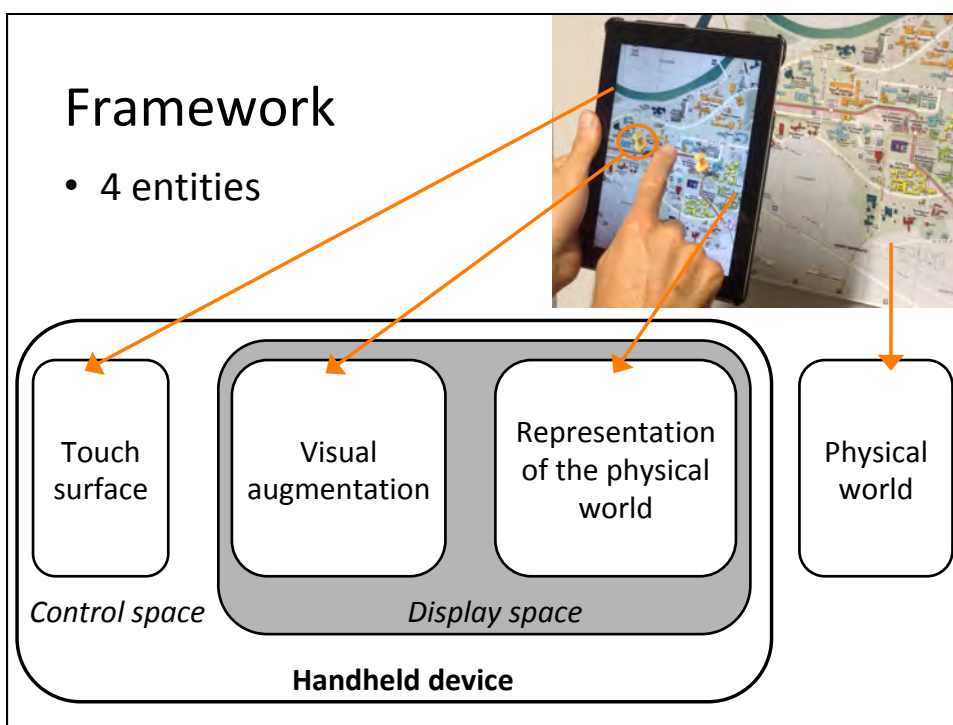 Framework
• 4 entities
Touch
surface
Visual
augmentation
Representation
of the physical
world
Physical
world
Control space
Display space
Handheld device